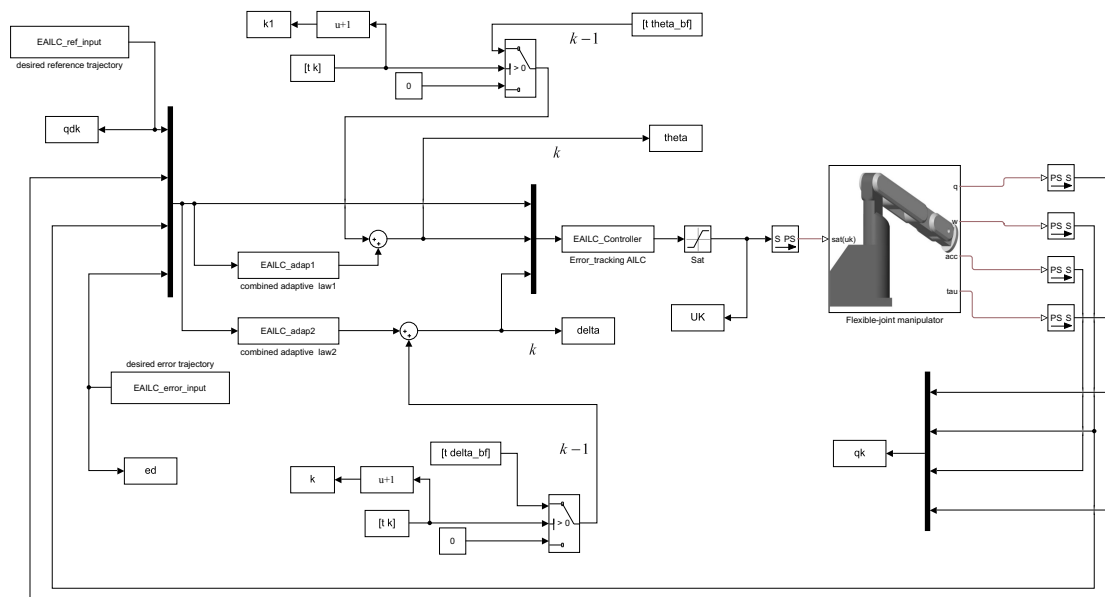 k1
u+1
[t theta_bf]
k−1
EAILC_ref_input
desired reference trajectory
[t k]
> 0
0
qdk
theta
k
EAILC_Controller
Error_tracking AILC
Sat
S PS
sat(uk)
q
w
acc
tau
PS S
PS S
PS S
PS S
Flexible-joint manipulator
EAILC_adap1
combined adaptive law1
EAILC_adap2
combined adaptive law2
delta
k
UK
desired error trajectory
EAILC_error_input
ed
[t delta_bf]
k−1
k
u+1
[t k]
> 0
0
qk